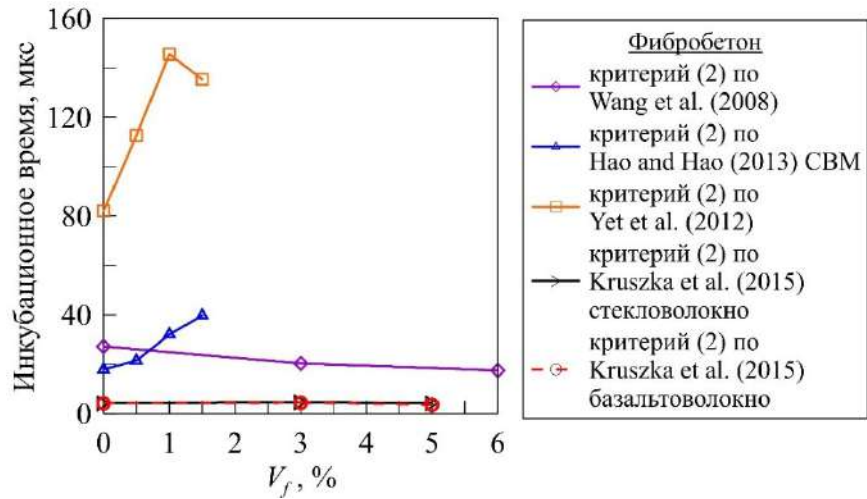 Инкубационное время, мкс
160
120
80
40
0
0
1
2
3
4
5
6
V_f, %
Фибробетон
критерий (2) по
Wang et al. (2008)
критерий (2) по
Hao and Hao (2013) СВМ
критерий (2) по
Yet et al. (2012)
критерий (2) по
Kruszka et al. (2015)
стекловолокно
критерий (2) по
Kruszka et al. (2015)
базальтоволокно